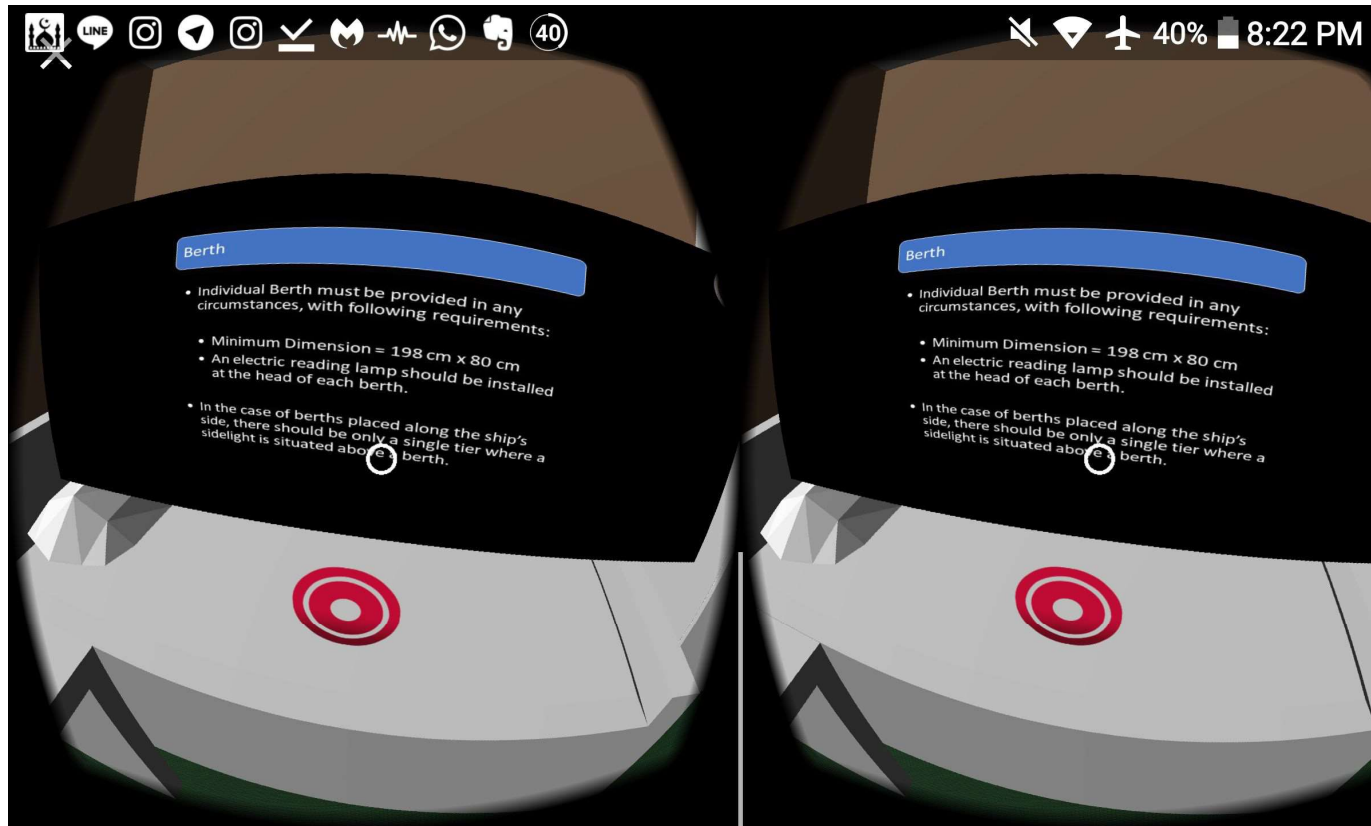 LINE
40
40%
8:22 PM
Berth
• Individual Berth must be provided in any
circumstances, with following requirements:
• Minimum Dimension = 198 cm x 80 cm
• An electric reading lamp should be installed
at the head of each berth.
• In the case of berths placed along the ship's
side, there should be only a single tier where a
sidelight is situated above a berth.
Berth
• Individual Berth must be provided in any
circumstances, with following requirements:
• Minimum Dimension = 198 cm x 80 cm
• An electric reading lamp should be installed
at the head of each berth.
• In the case of berths placed along the ship's
side, there should be only a single tier where a
sidelight is situated above a berth.